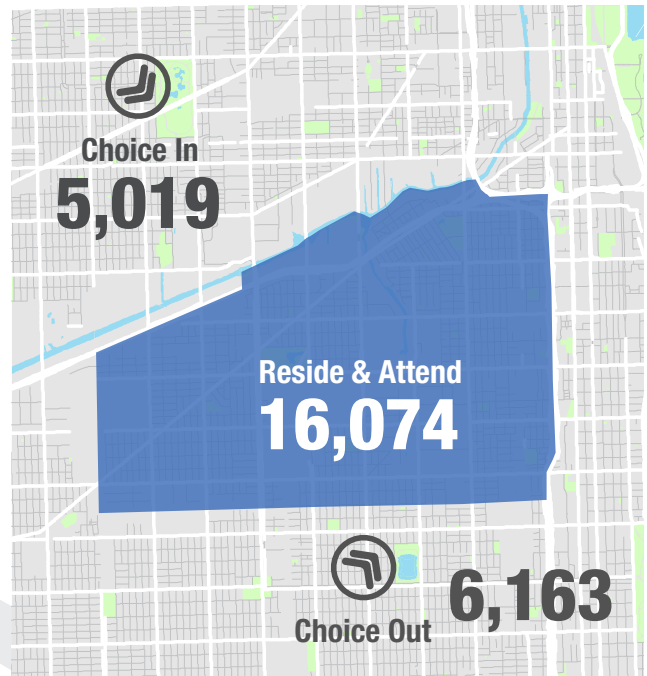 Choice In
5,019
Reside & Attend
16,074
6,163
Choice Out